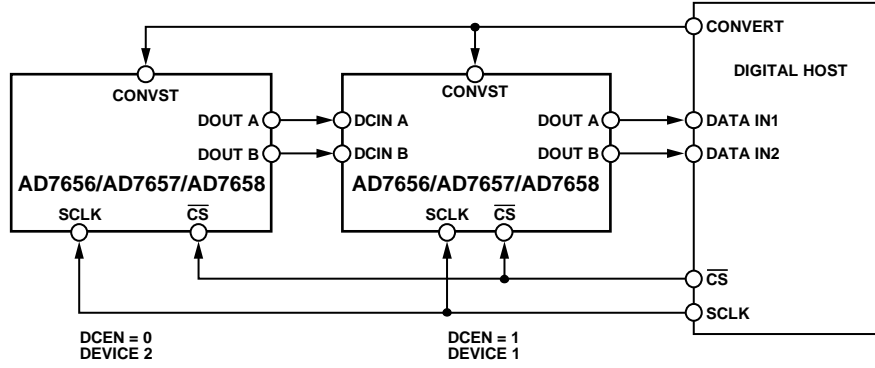 CONVERT
DIGITAL HOST
CONVST
CONVST
DOUT A
DCIN A
DOUT A
DATA IN1
DOUT B
DCIN B
DOUT B
DATA IN2
AD7656/AD7657/AD7658
AD7656/AD7657/AD7658
SCLK
CS
SCLK
CS
CS
SCLK
DCEN = 0
DEVICE 2
DCEN = 1
DEVICE 1